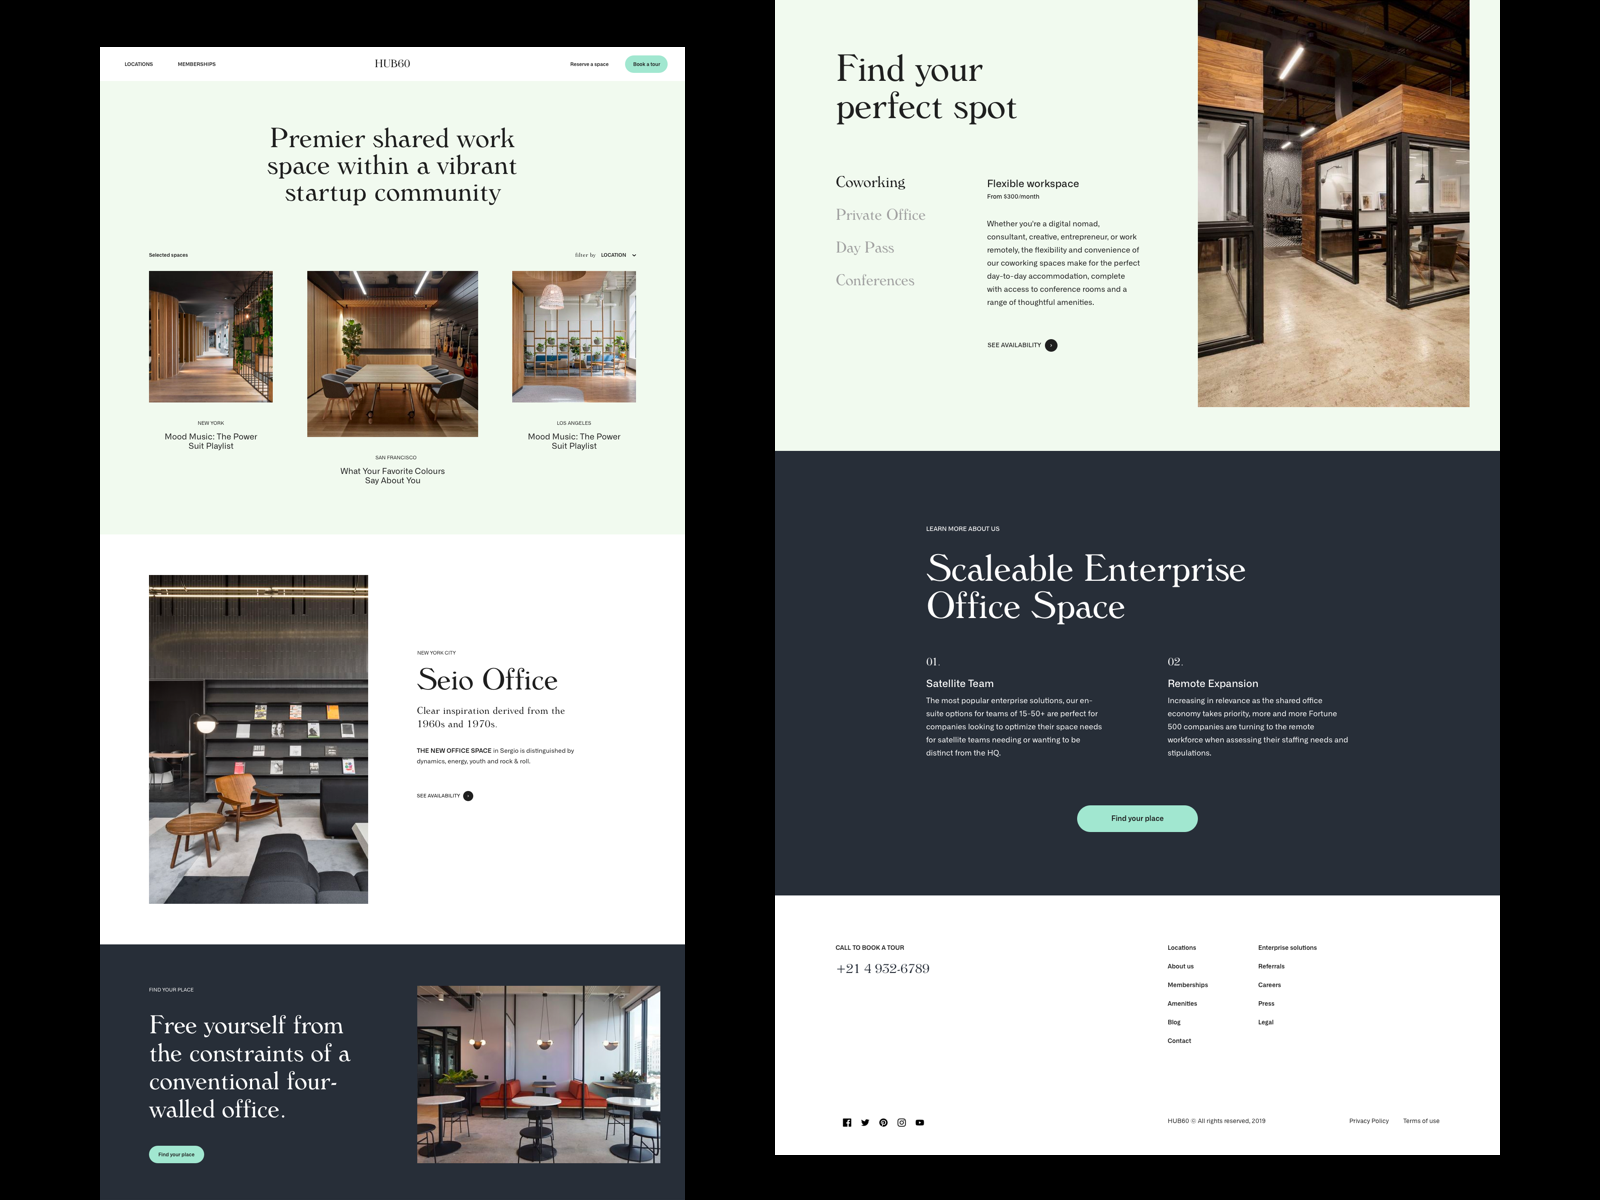 LOCATIONS
MEMBERSHIPS
HUB60
Reserve a space
Book a tour
Premier shared work
space within a vibrant
startup community
Selected spaces
filter by LOCATION
NEW YORK
Mood Music: The Power
Suit Playlist
SAN FRANCISCO
What Your Favorite Colours
Say About You
LOS ANGELES
Mood Music: The Power
Suit Playlist
NEW YORK CITY
Seio Office
Clear inspiration derived from the
1960s and 1970s.
THE NEW OFFICE SPACE in Sergio is distinguished by
dynamics, energy, youth and rock & roll.
SEE AVAILABILITY
FIND YOUR PLACE
Free yourself from
the constraints of a
conventional four-
walled office.
Find your place
Find your
perfect spot
Coworking
Private Office
Day Pass
Conferences
Flexible workspace
From $300/month
Whether you're a digital nomad,
consultant, creative, entrepreneur, or work
remotely, the flexibility and convenience of
our coworking spaces make for the perfect
day-to-day accommodation, complete
with access to conference rooms and a
range of thoughtful amenities.
SEE AVAILABILITY
LEARN MORE ABOUT US
Scaleable Enterprise
Office Space
01.
Satellite Team
The most popular enterprise solutions, our en-
suite options for teams of 15-50+ are perfect for
companies looking to optimize their space needs
for satellite teams needing or wanting to be
distinct from the HQ.
02.
Remote Expansion
Increasing in relevance as the shared office
economy takes priority, more and more Fortune
500 companies are turning to the remote
workforce when assessing their staffing needs and
stipulations.
Find your place
CALL TO BOOK A TOUR
+21 4 932-6789
Locations
About us
Memberships
Amenities
Blog
Contact
Enterprise solutions
Referrals
Careers
Press
Legal
HUB60 © All rights reserved, 2019
Privacy Policy
Terms of use